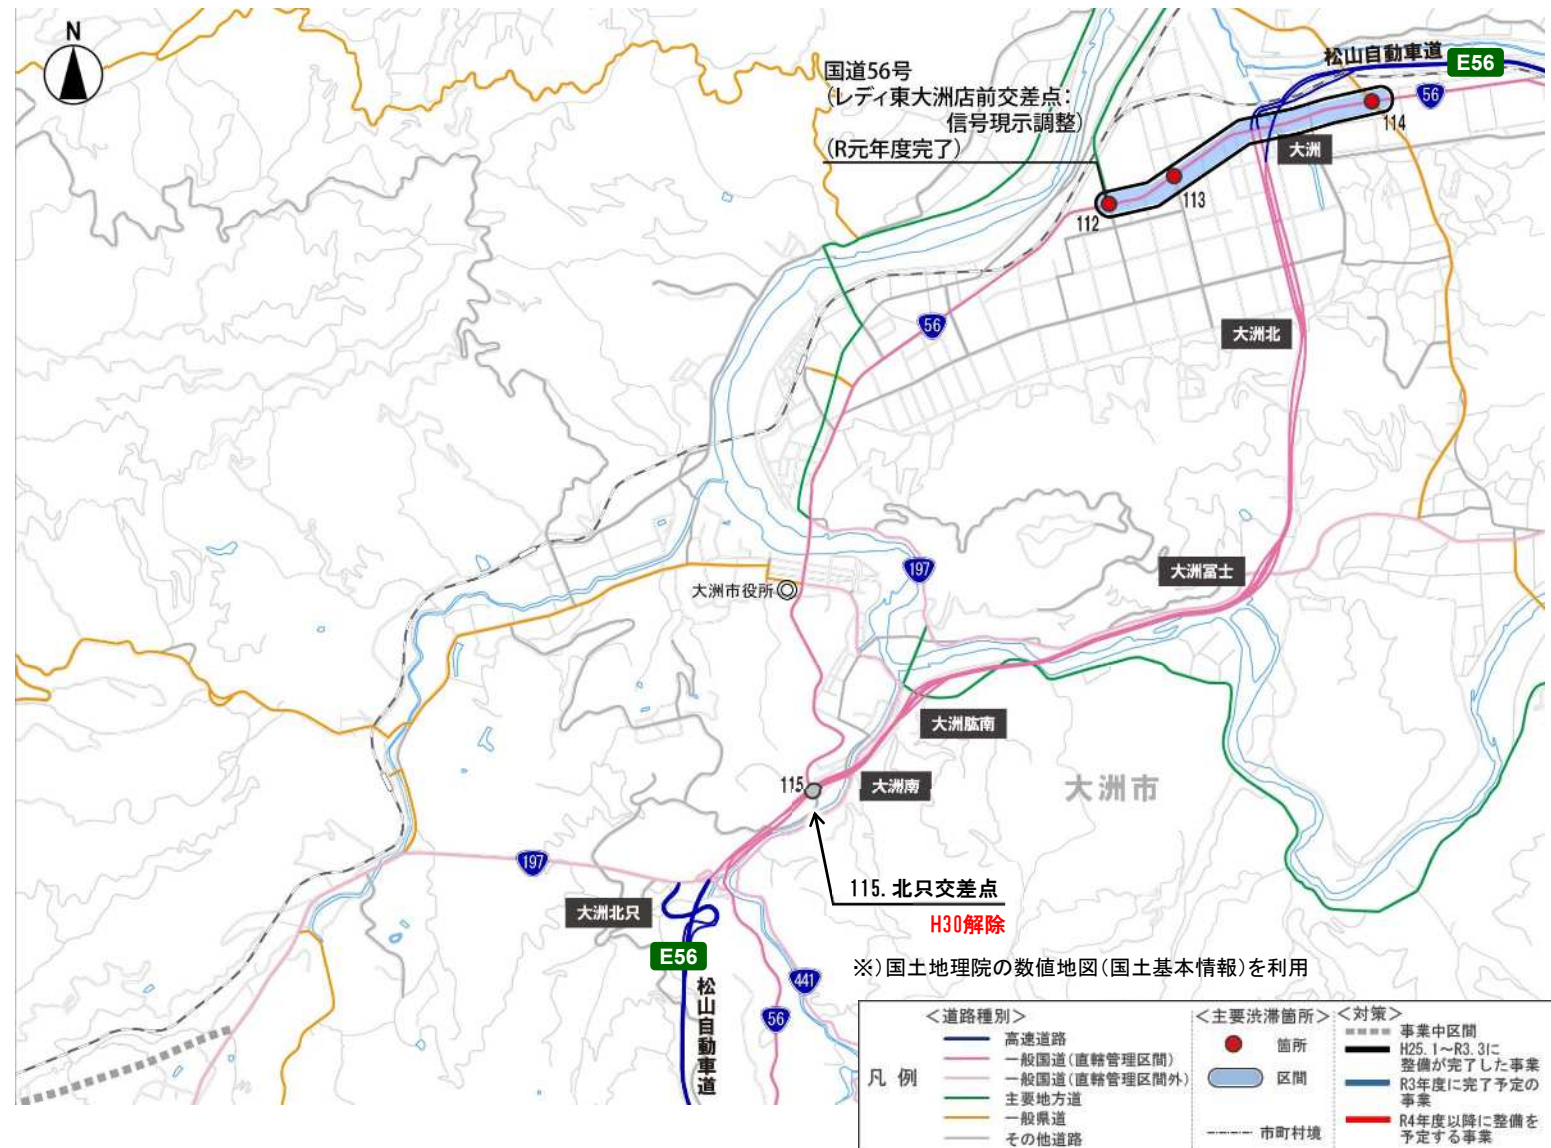 N
国道56号
(レディ東大洲店前交差点:
信号現示調整)
(R元年度完了)
松山自動車道
E56
56
114
大洲
113
112
56
大洲北
大洲冨士
197
大洲市役所
大洲肱南
大洲南
大洲市
115
197
115.北只交差点
H30解除
大洲北只
E56
松山自動車道
441
56
※)国土地理院の数値地図(国土基本情報)を利用
凡 例
<道路種別>
高速道路
一般国道(直轄管理区間)
一般国道(直轄管理区間外)
主要地方道
一般県道
その他道路
<主要渋滞箇所>
箇所
区間
市町村境
<対策>
事業中区間
H25.1~R3.3に
整備が完了した事業
R3年度に完了予定の
事業
R4年度以降に整備を
予定する事業